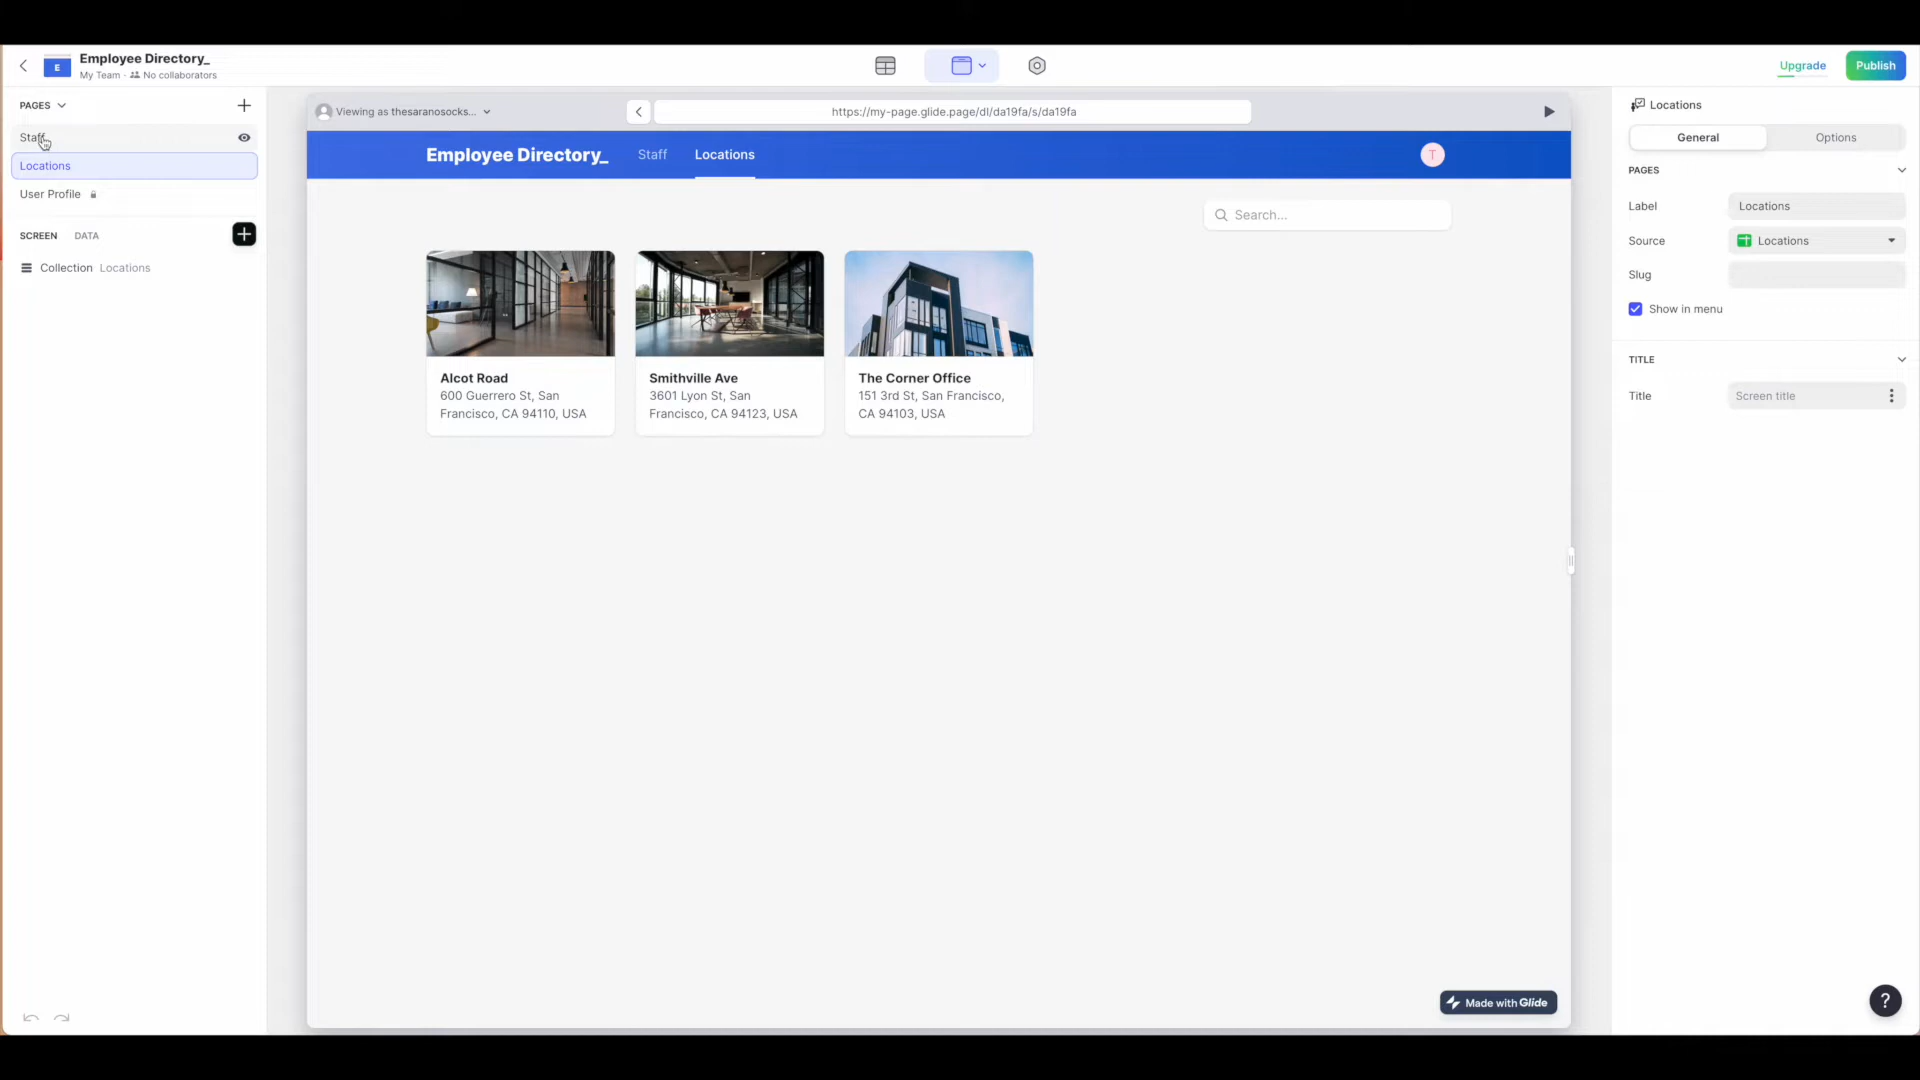 Employee Directory_
E
My Team · No collaborators
Upgrade
Publish
PAGES
Staff
Locations
User Profile
SCREEN
DATA
Collection Locations
Viewing as thesaranosocks...
https://my-page.glide.page/dl/da19fa/s/da19fa
Employee Directory_
Staff
Locations
T
Search...
Alcot Road
600 Guerrero St, San
Francisco, CA 94110, USA
Smithville Ave
3601 Lyon St, San
Francisco, CA 94123, USA
The Corner Office
151 3rd St, San Francisco,
CA 94103, USA
Made with Glide
Locations
General
Options
PAGES
Label
Locations
Source
Locations
Slug
Show in menu
TITLE
Title
Screen title
?